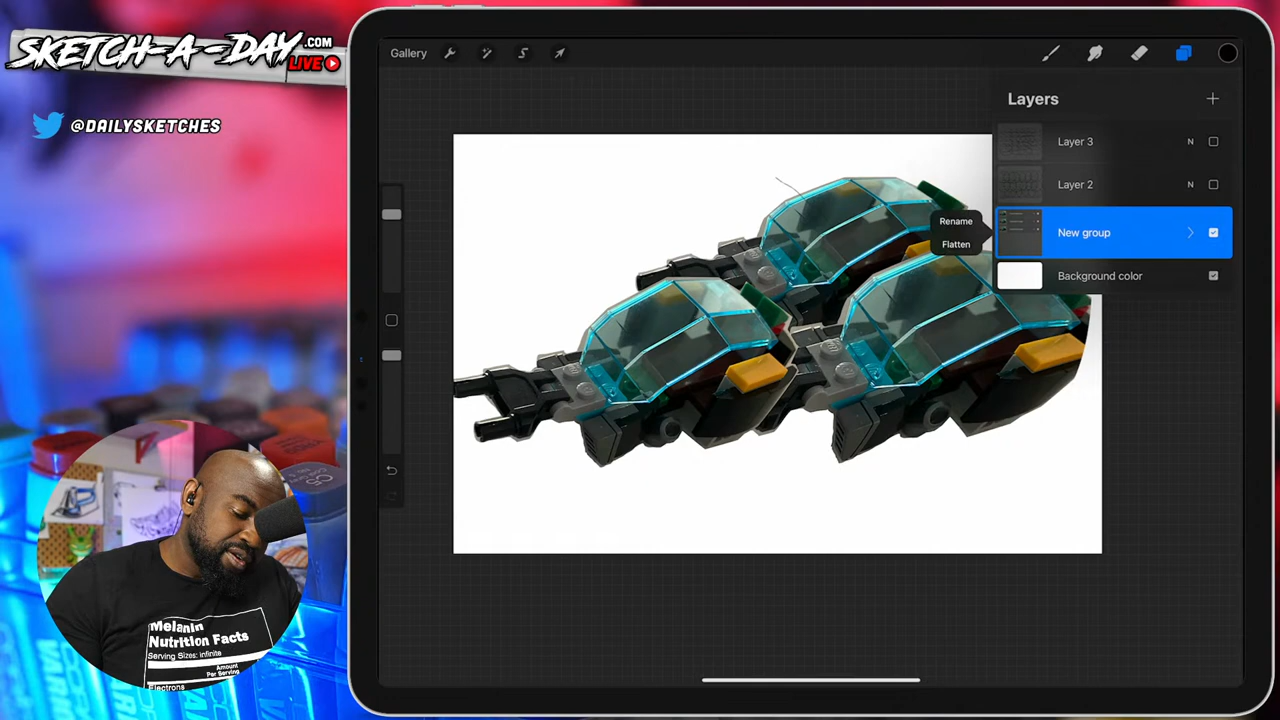 SKETCH-A-DAY.COM
LIVE
@DAILYSKETCHES
Gallery
Layers
Layer 3
N
Layer 2
N
Rename
Flatten
New group
Background color
Melanin
Nutrition Facts
Serving Sizes: infinite
Amount
Per Serving
Electrons